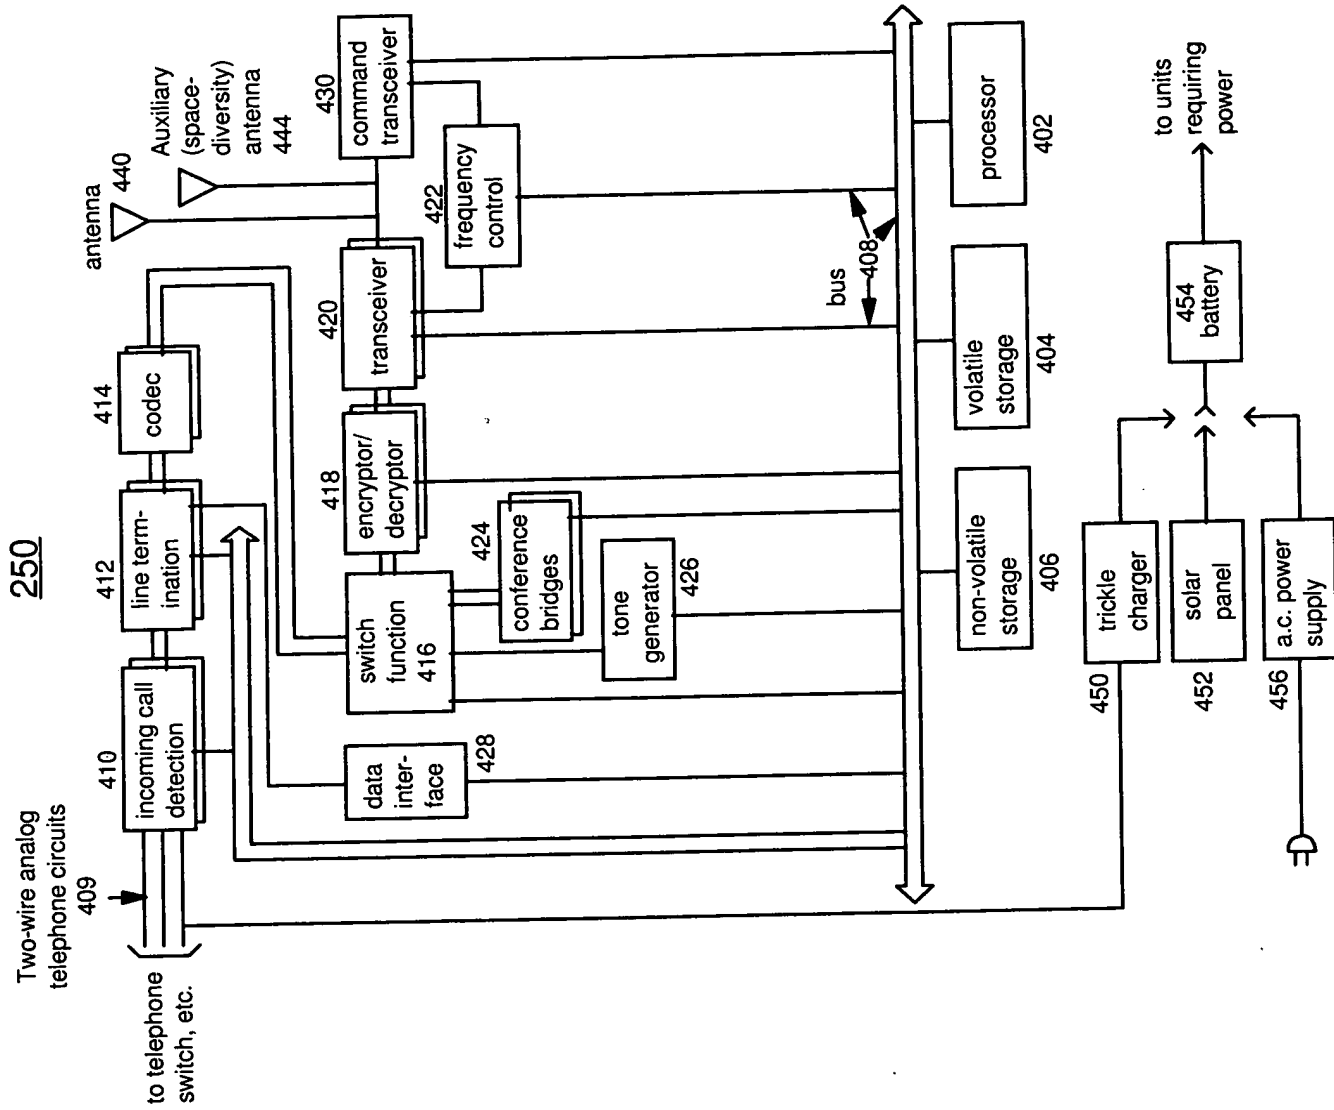 250
Two-wire analog
telephone circuits
409
to telephone
switch, etc.
410
incoming call
detection
412
line term-
ination
414
codec
antenna
440
Auxiliary
(space-
diversity)
antenna
444
data
inter-
face
428
switch
function
416
418
encryptor/
decryptor
420
transceiver
422
frequency
control
430
command
transceiver
424
conference
bridges
tone
generator
426
bus
408
non-volatile
storage
406
volatile
storage
404
processor
402
450
trickle
charger
452
solar
panel
456
a.c. power
supply
454
battery
to units
requiring
power